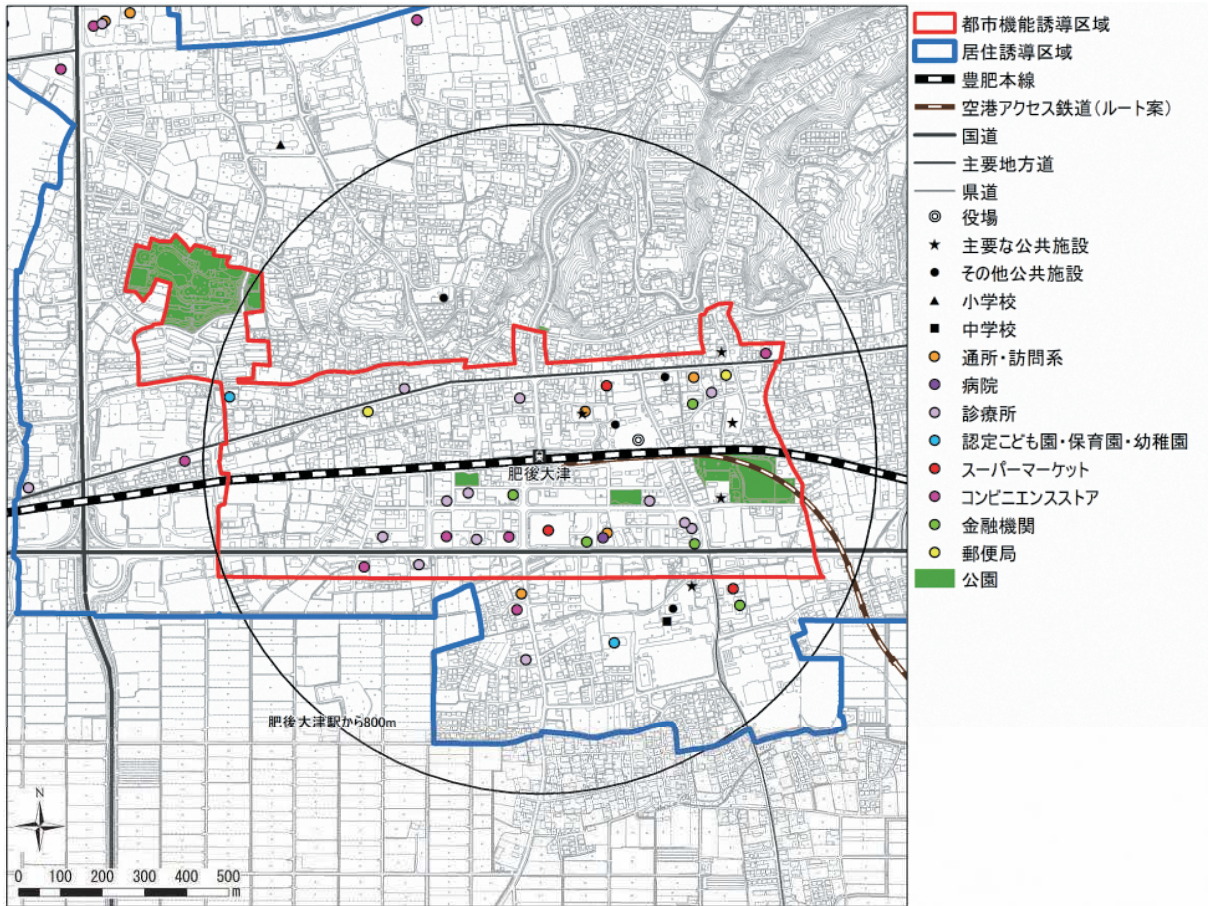 都市機能誘導区域
居住誘導区域
豊肥本線
空港アクセス鉄道(ルート案)
国道
主要地方道
県道
役場
主要な公共施設
その他公共施設
小学校
中学校
通所・訪問系
病院
診療所
認定こども園・保育園・幼稚園
スーパーマーケット
コンビニエンスストア
金融機関
郵便局
公園
肥後大津
肥後大津駅から800m
N
0 100 200 300 400 500
m